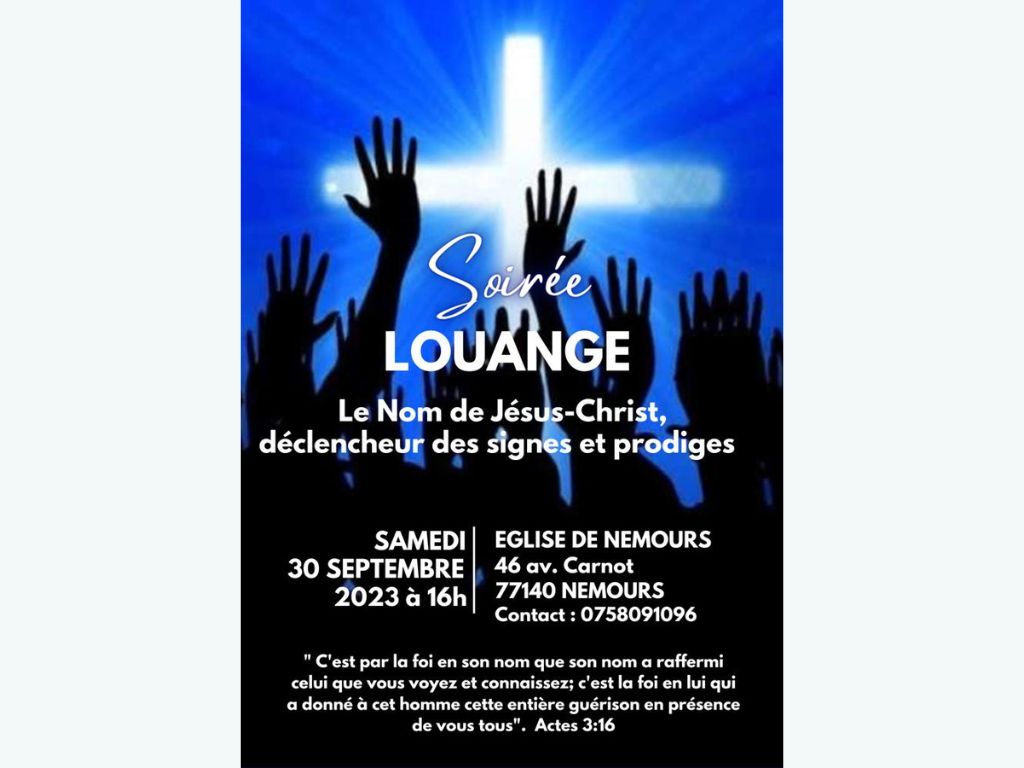 Soirée
LOUANGE
Le Nom de Jésus-Christ,
déclencheur des signes et prodiges
SAMEDI
30 SEPTEMBRE
2023 à 16h
EGLISE DE NEMOURS
46 av. Carnot
77140 NEMOURS
Contact : 0758091096
" C'est par la foi en son nom que son nom a raffermi
celui que vous voyez et connaissez; c'est la foi en lui qui
a donné à cet homme cette entière guérison en présence
de vous tous". Actes 3:16